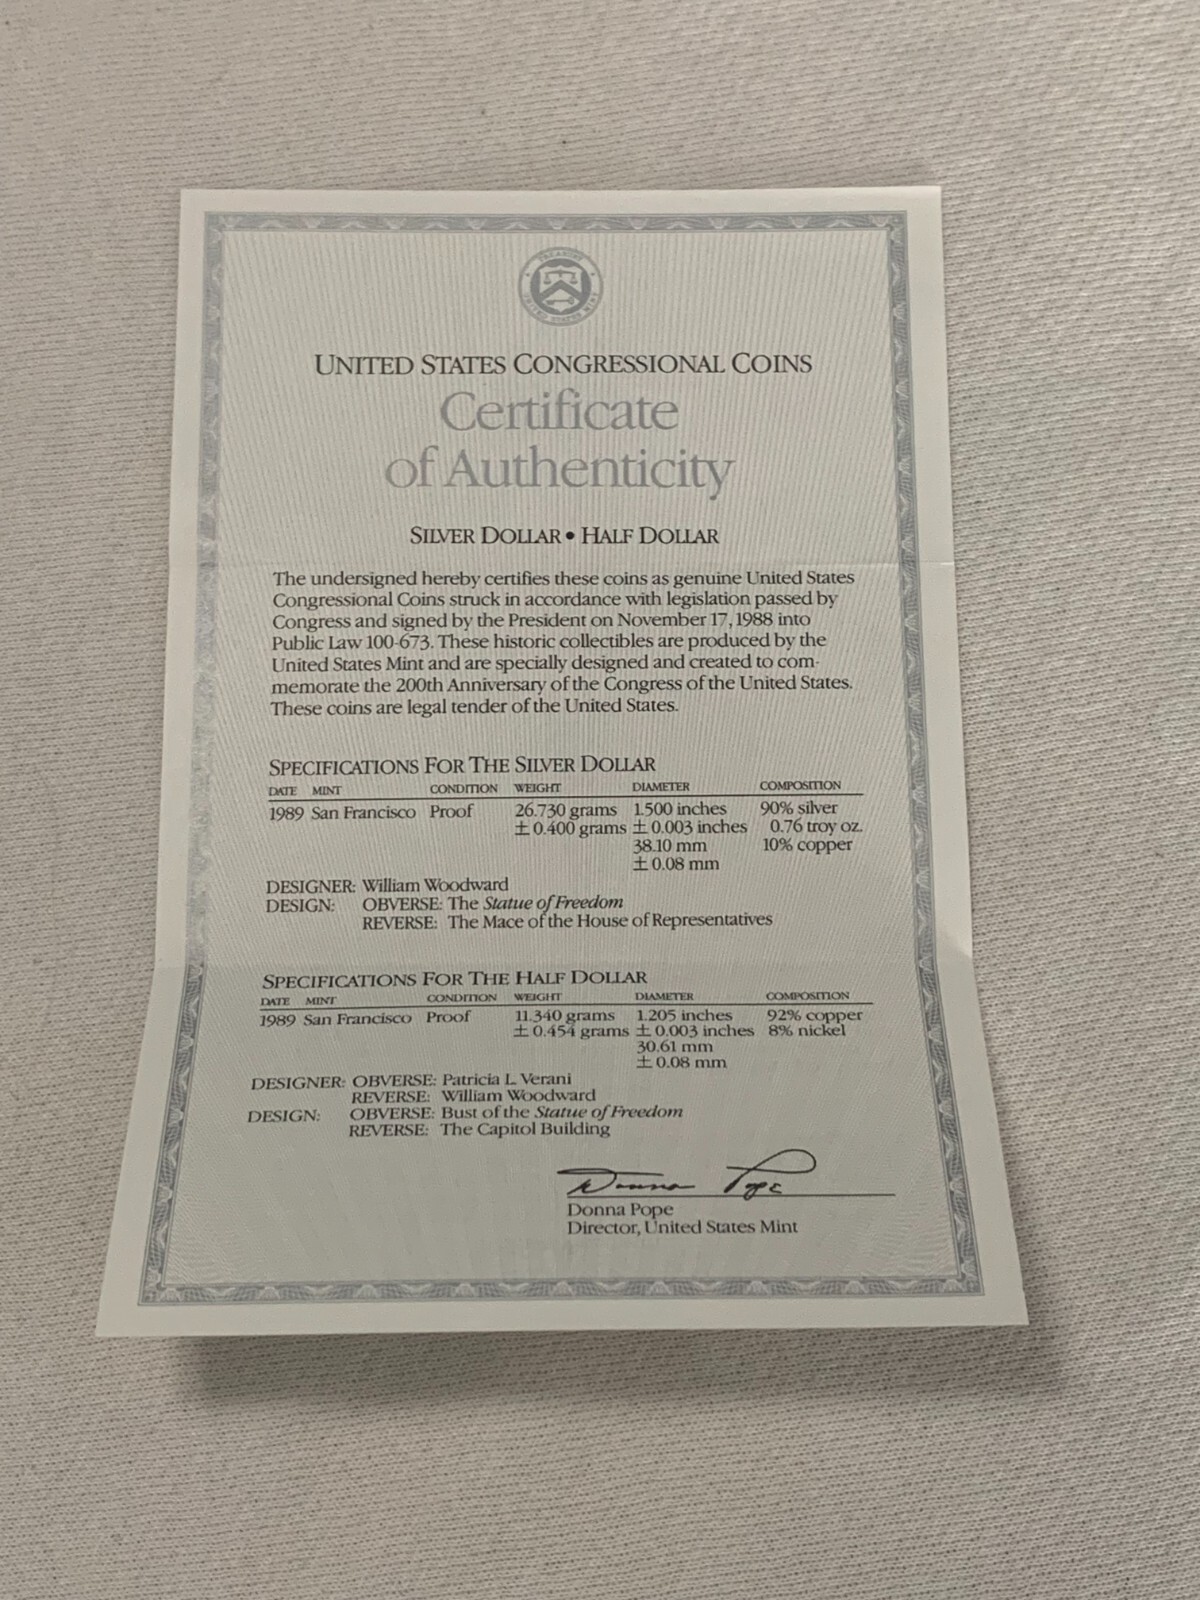 UNITED STATES CONGRESSIONAL COINS
Certificate
of Authenticity
SILVER DOLLAR • HALF DOLLAR
The undersigned hereby certifies these coins as genuine United States
Congressional Coins struck in accordance with legislation passed by
Congress and signed by the President on November 17, 1988 into
Public Law 100-673. These historic collectibles are produced by the
United States Mint and are specially designed and created to com-
memorate the 200th Anniversary of the Congress of the United States.
These coins are legal tender of the United States.
SPECIFICATIONS FOR THE SILVER DOLLAR
DATE MINT CONDITION WEIGHT DIAMETER COMPOSITION
1989 San Francisco Proof 26.730 grams 1.500 inches 90% silver
± 0.400 grams ± 0.003 inches 0.76 troy oz.
38.10 mm 10% copper
± 0.08 mm
DESIGNER: William Woodward
DESIGN: OBVERSE: The Statue of Freedom
REVERSE: The Mace of the House of Representatives
SPECIFICATIONS FOR THE HALF DOLLAR
DATE MINT CONDITION WEIGHT DIAMETER COMPOSITION
1989 San Francisco Proof 11.340 grams 1.205 inches 92% copper
± 0.454 grams ± 0.003 inches 8% nickel
30.61 mm
± 0.08 mm
DESIGNER: OBVERSE: Patricia L. Verani
REVERSE: William Woodward
DESIGN: OBVERSE: Bust of the Statue of Freedom
REVERSE: The Capitol Building
Donna Pope
Donna Pope
Director, United States Mint